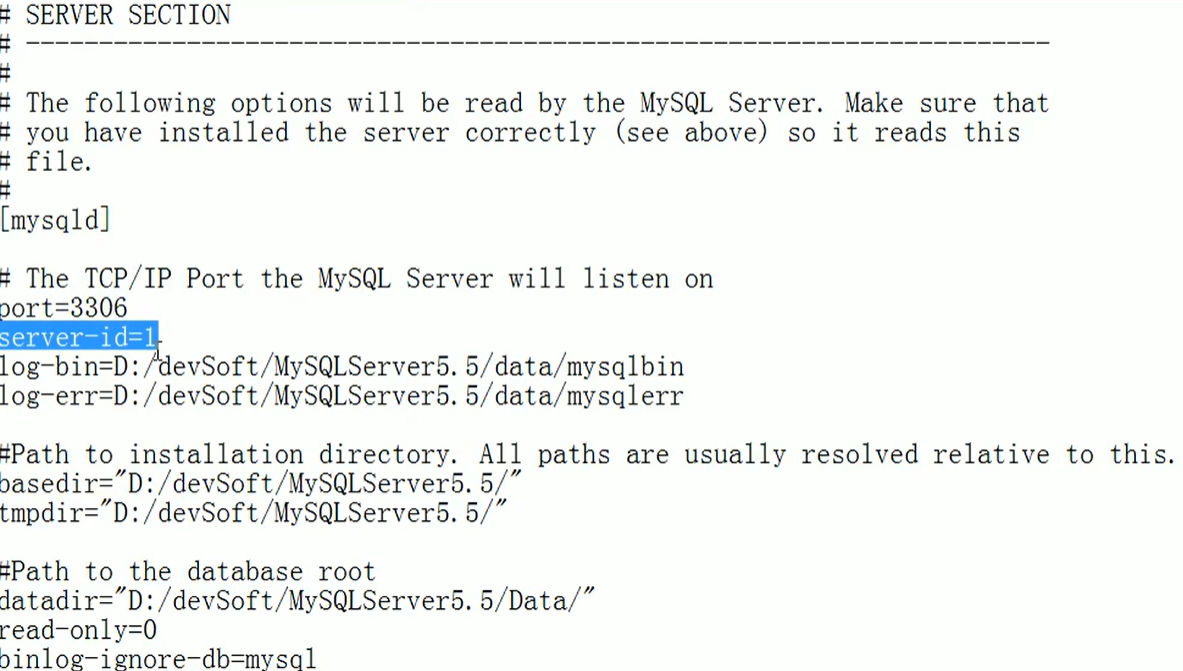 # SERVER SECTION
# ----------------------------------------------------------------------
#
# The following options will be read by the MySQL Server. Make sure that
# you have installed the server correctly (see above) so it reads this
# file.
#
[mysqld]
# The TCP/IP Port the MySQL Server will listen on
port=3306
server-id=1
log-bin=D:/devSoft/MySQLServer5.5/data/mysqlbin
log-err=D:/devSoft/MySQLServer5.5/data/mysqlerr
#Path to installation directory. All paths are usually resolved relative to this.
basedir="D:/devSoft/MySQLServer5.5/"
tmpdir="D:/devSoft/MySQLServer5.5/"
#Path to the database root
datadir="D:/devSoft/MySQLServer5.5/Data/"
read-only=0
binlog-ignore-db=mysql